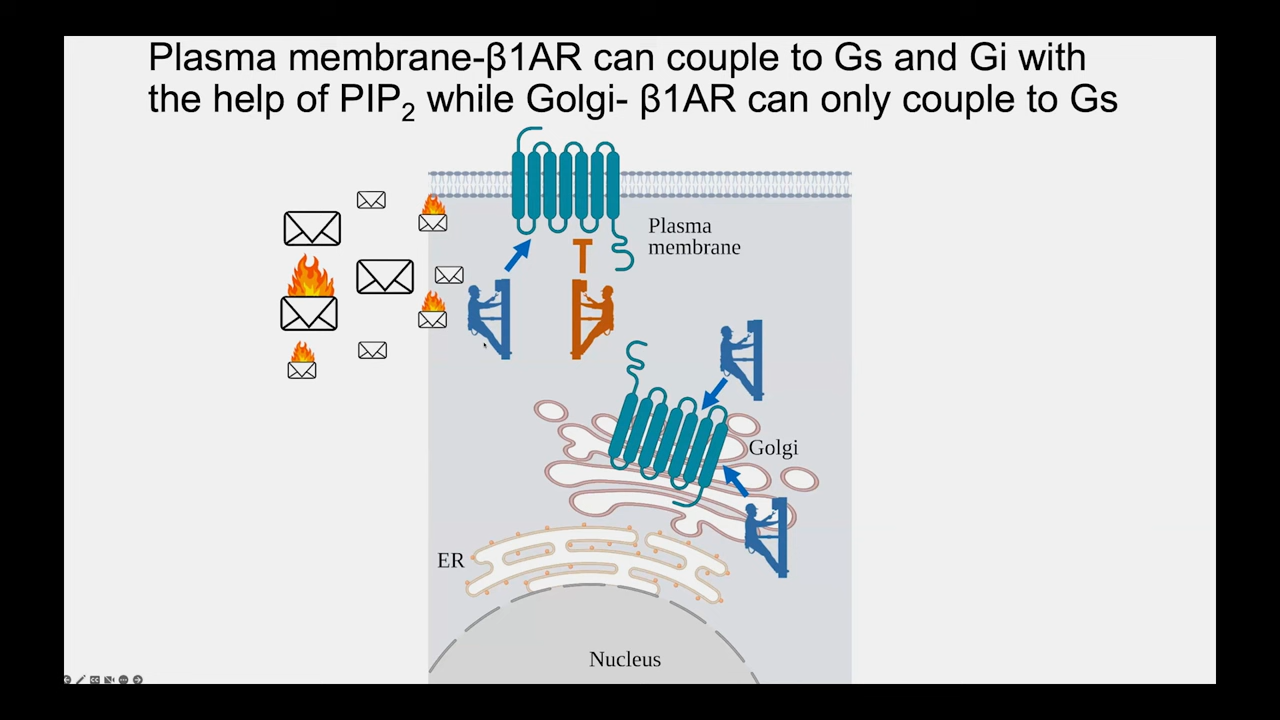 Plasma membrane-β1AR can couple to Gs and Gi with
the help of PIP₂ while Golgi- β1AR can only couple to Gs
Plasma
membrane
Golgi
ER
Nucleus